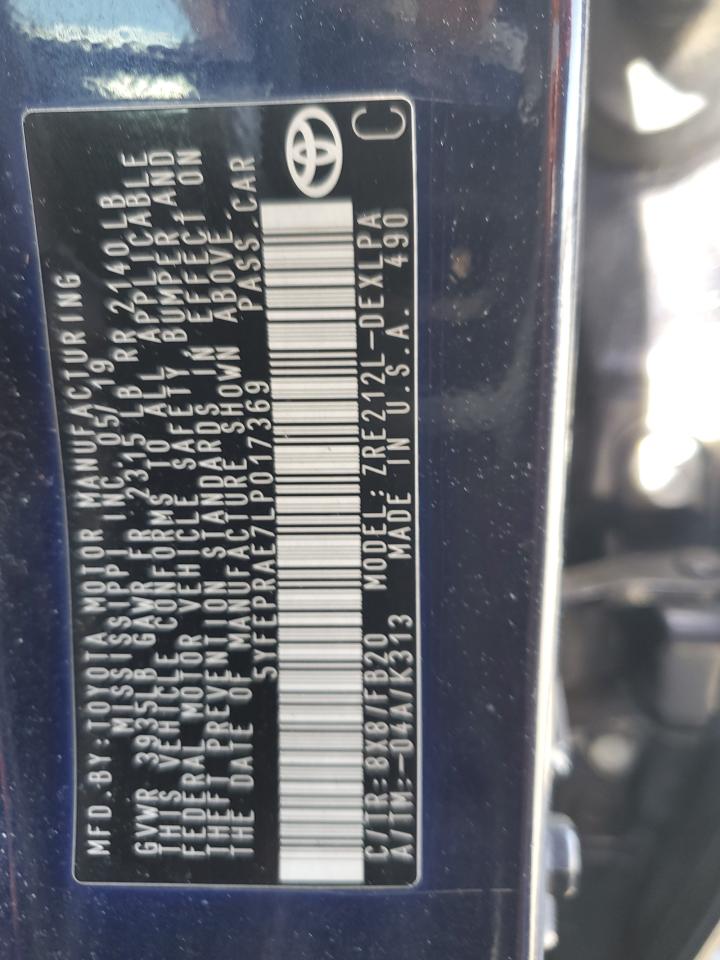 MFD.BY:TOYOTA MOTOR MANUFACTURING
MISSISSIPPI INC.05/19
GVWR 3935LB GAWR FR 2315LB RR 2140LB
THIS VEHICLE CONFORMS TO ALL APPLICABLE
FEDERAL MOTOR VEHICLE SAFETY, BUMPER, AND
THEFT PREVENTION STANDARDS IN EFFECT ON
THE DATE OF MANUFACTURE SHOWN ABOVE.
5YFEPRAE7LP017369 PASS.CAR
C/TR:8X8/FB20 MODEL:ZRE212L-DEXLPA
A/TM:-04A/K313 MADE IN U.S.A. 490
C